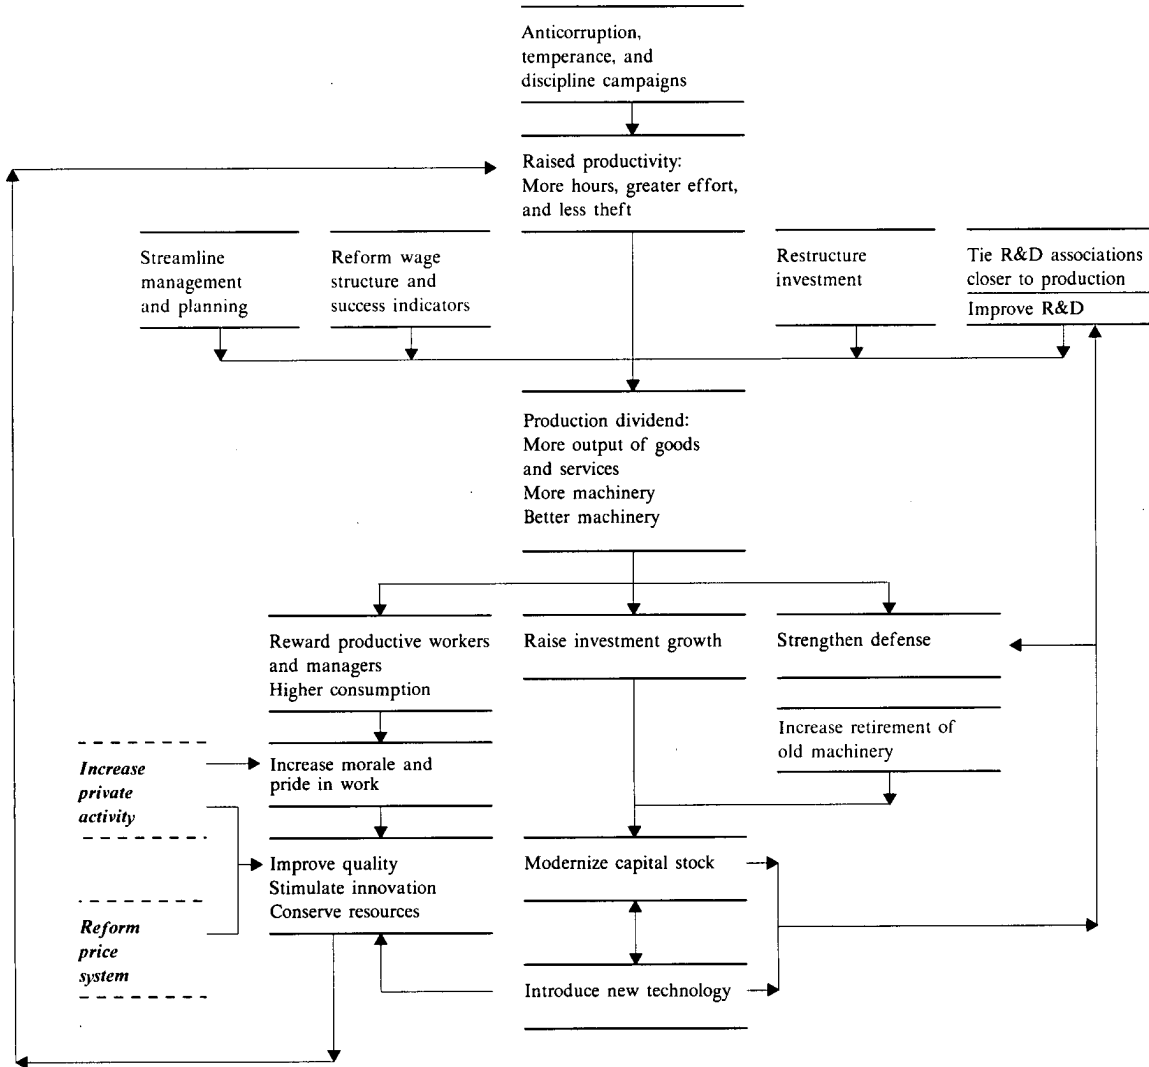 Anticorruption,
temperance, and
discipline campaigns
Raised productivity:
More hours, greater effort,
and less theft
Streamline
management
and planning
Reform wage
structure and
success indicators
Restructure
investment
Tie R&D associations
closer to production
Improve R&D
Production dividend:
More output of goods
and services
More machinery
Better machinery
Reward productive workers
and managers
Higher consumption
Raise investment growth
Strengthen defense
Increase retirement of
old machinery
Increase
private
activity
Increase morale and
pride in work
Improve quality
Stimulate innovation
Conserve resources
Modernize capital stock
Reform
price
system
Introduce new technology